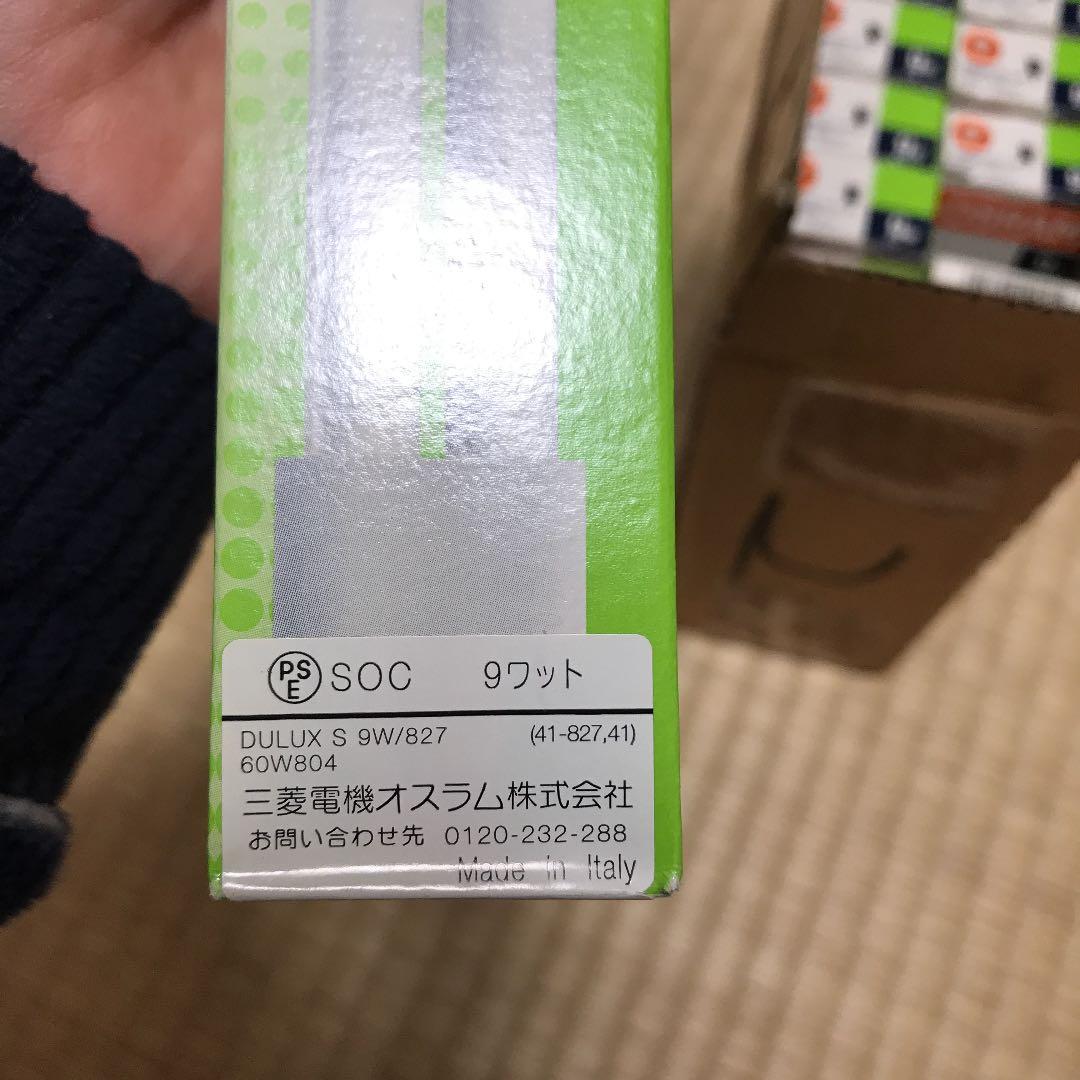 PSE SOC 9ワット
DULUX S 9W/827 (41-827,41)
60W804
三菱電機オスラム株式会社
お問い合わせ先 0120-232-288
Made in Italy